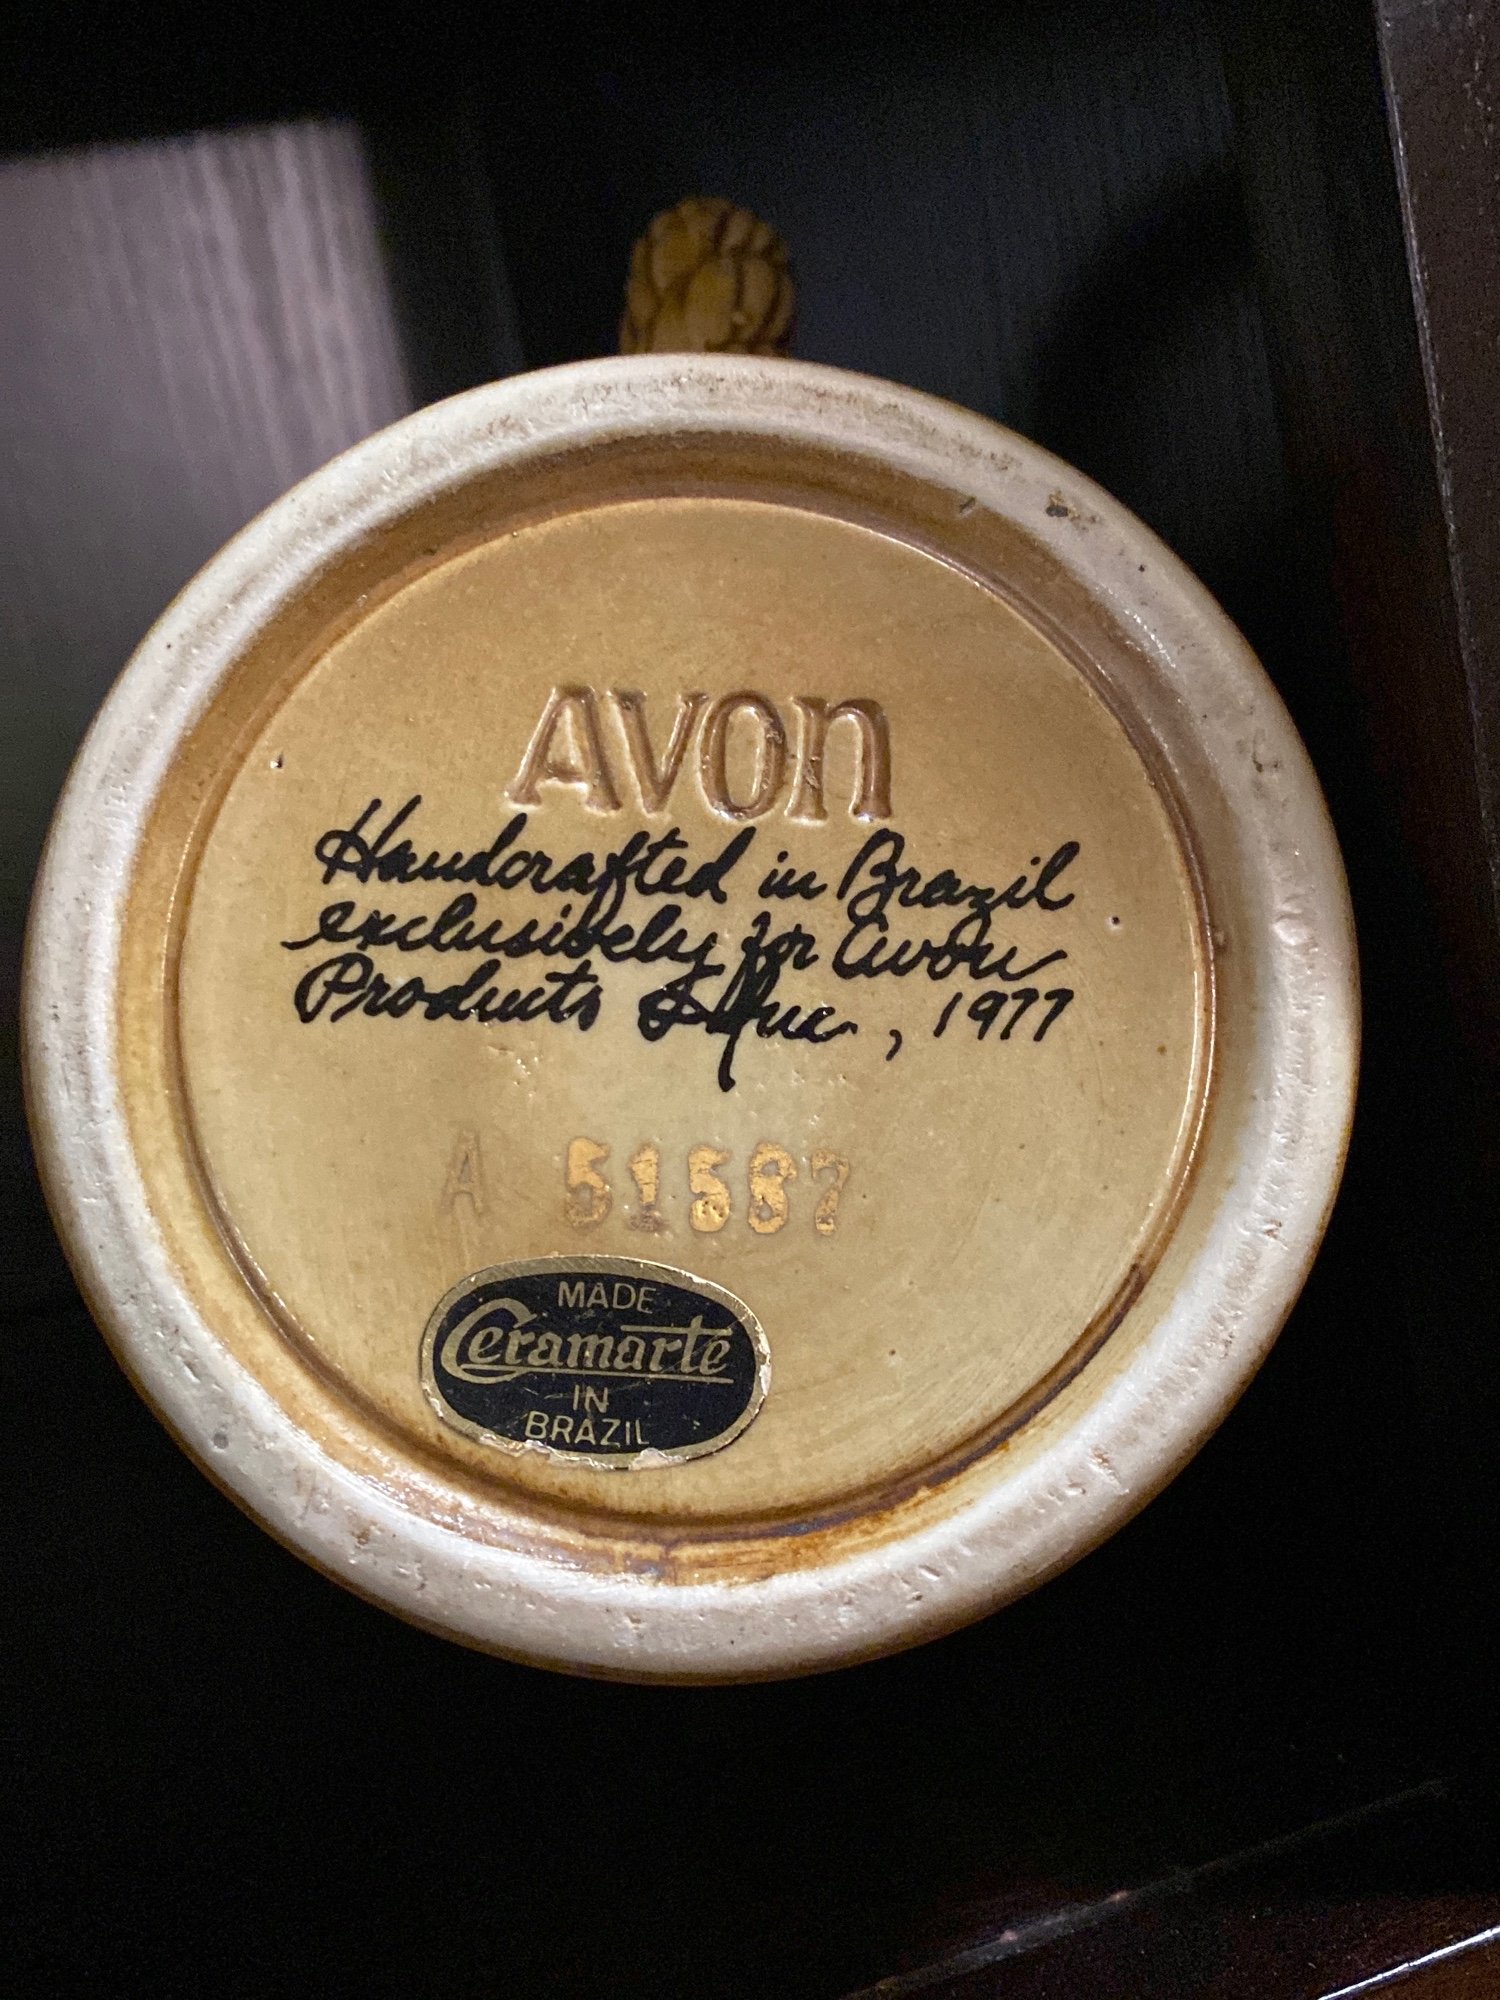 AVON
Handcrafted in Brazil
exclusively for Avon
Products Inc., 1977
A 51587
MADE
Ceramarte
IN
BRAZIL